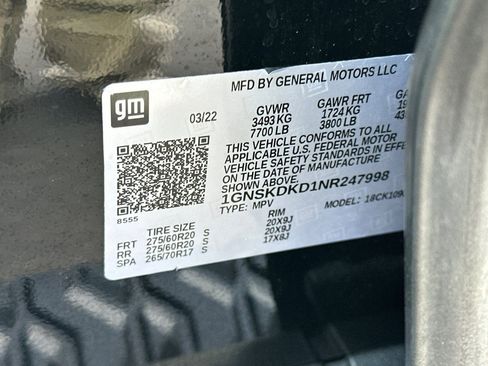 gm
MFD BY GENERAL MOTORS LLC
03/22
GVWR GAWR FRT
3493 KG 1724 KG
7700 LB 3800 LB
THIS VEHICLE CONFORMS TO ALL
APPLICABLE U.S. FEDERAL MOTOR
VEHICLE SAFETY STANDARDS IN EFFE
ON THE DATE OF MANUFACTURE
SHOWN ABOVE
1GNSKDKD1NR247998
TYPE: MPV MODEL: 18CK109
8555
TIRE SIZE RIM
FRT 275/60R20 S 20X9J
RR 275/60R20 S 20X9J
SPA 265/70R17 S 17X8J